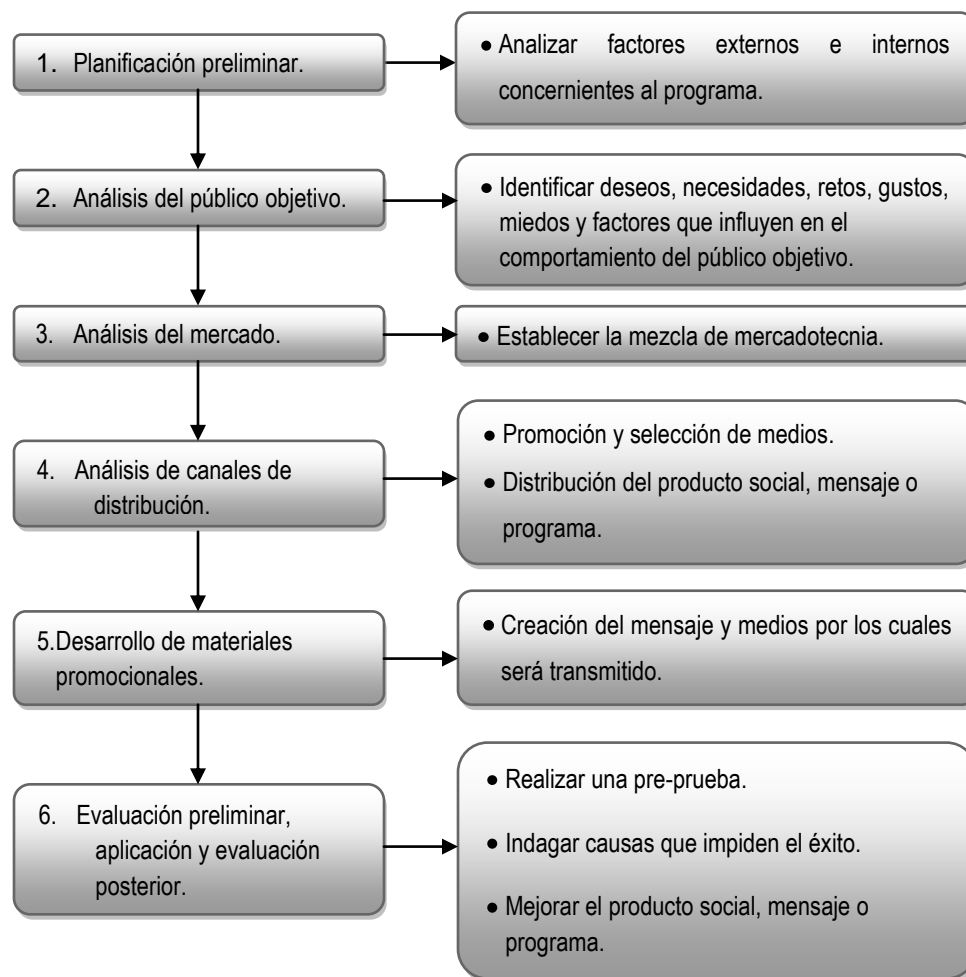 1. Planificación preliminar.
• Analizar factores externos e internos
concernientes al programa.
2. Análisis del público objetivo.
• Identificar deseos, necesidades, retos, gustos,
miedos y factores que influyen en el
comportamiento del público objetivo.
3. Análisis del mercado.
• Establecer la mezcla de mercadotecnia.
4. Análisis de canales de
distribución.
• Promoción y selección de medios.
• Distribución del producto social, mensaje o
programa.
5.Desarrollo de materiales
promocionales.
• Creación del mensaje y medios por los cuales
será transmitido.
6. Evaluación preliminar,
aplicación y evaluación
posterior.
• Realizar una pre-prueba.
• Indagar causas que impiden el éxito.
• Mejorar el producto social, mensaje o
programa.